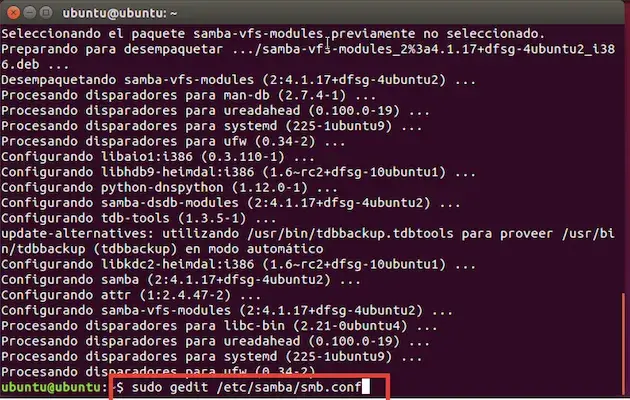 ubuntu@ubuntu: ~
Seleccionando el paquete samba-vfs-modules previamente no seleccionado.
Preparando para desempaquetar .../samba-vfs-modules_2%3a4.1.17+dfsg-4ubuntu2_i38
6.deb ...
Desempaquetando samba-vfs-modules (2:4.1.17+dfsg-4ubuntu2) ...
Procesando disparadores para man-db (2.7.4-1) ...
Procesando disparadores para ureadahead (0.100.0-19) ...
Procesando disparadores para systemd (225-1ubuntu9) ...
Procesando disparadores para ufw (0.34-2) ...
Configurando libaio1:i386 (0.3.110-1) ...
Configurando libhdb9-heimdal:i386 (1.6~rc2+dfsg-10ubuntu1) ...
Configurando python-dnspython (1.12.0-1) ...
Configurando samba-dsdb-modules (2:4.1.17+dfsg-4ubuntu2) ...
Configurando tdb-tools (1.3.5-1) ...
update-alternatives: utilizando /usr/bin/tdbbackup.tdbtools para proveer /usr/bi
n/tdbbackup (tdbbackup) en modo automático
Configurando libkdc2-heimdal:i386 (1.6~rc2+dfsg-10ubuntu1) ...
Configurando samba (2:4.1.17+dfsg-4ubuntu2) ...
Configurando attr (1:2.4.47-2) ...
Configurando samba-vfs-modules (2:4.1.17+dfsg-4ubuntu2) ...
Procesando disparadores para libc-bin (2.21-0ubuntu4) ...
Procesando disparadores para ureadahead (0.100.0-19) ...
Procesando disparadores para systemd (225-1ubuntu9) ...
Procesando disparadores para ufw (0.34-2) ...
ubuntu@ubuntu:~$ sudo gedit /etc/samba/smb.conf